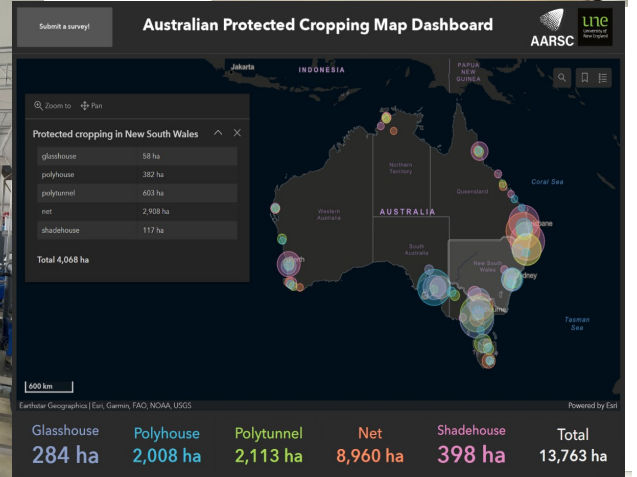 Submit a survey!
Australian Protected Cropping Map Dashboard
AARSC
une
University of
New England
Jakarta
INDONESIA
PAPUA
NEW
GUINEA
Zoom to
Pan
Protected cropping in New South Wales
glasshouse 58 ha
polyhouse 382 ha
polytunnel 603 ha
net 2,908 ha
shadehouse 117 ha
Total 4,068 ha
Northern
Territory
Coral Sea
Queensland
Western
Australia
AUSTRALIA
South
Australia
New South
Wales
Tasman
Sea
600 km
Earthstar Geographics | Esri, Garmin, FAO, NOAA, USGS
Powered by Esri
Glasshouse
284 ha
Polyhouse
2,008 ha
Polytunnel
2,113 ha
Net
8,960 ha
Shadehouse
398 ha
Total
13,763 ha